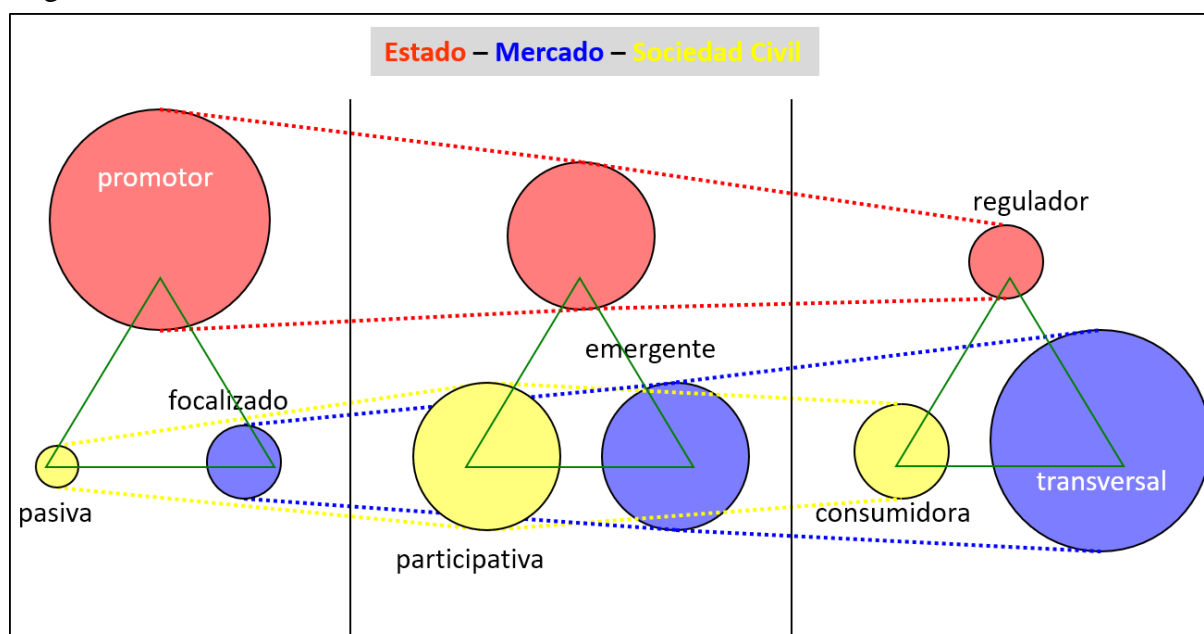 Estado – Mercado – Sociedad Civil
promotor
regulador
emergente
focalizado
transversal
pasiva
consumidora
participativa